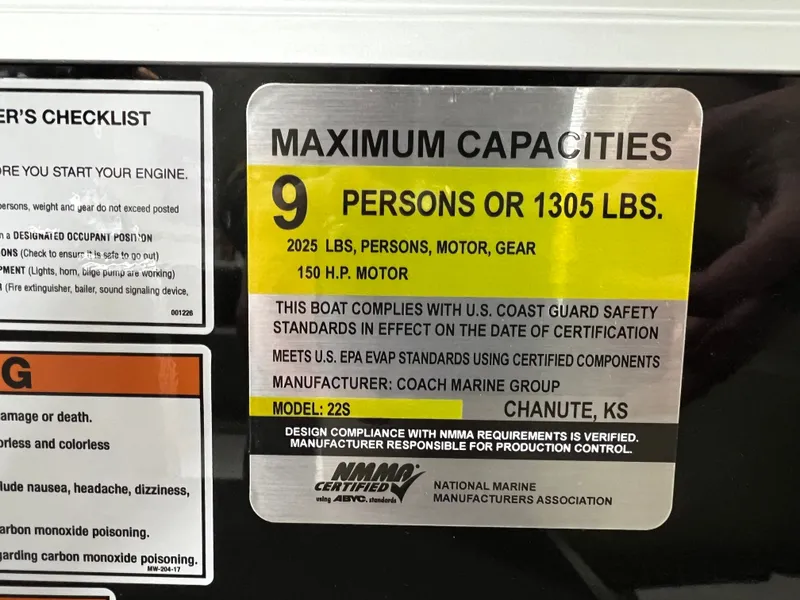 ER'S CHECKLIST
ORE YOU START YOUR ENGINE.
persons, weight and gear do not exceed posted
n a DESIGNATED OCCUPANT POSITION
ONS (Check to ensure it is safe to go out)
PMENT (Lights, horn, bilge pump are working)
(Fire extinguisher, bailer, sound signaling device,
001226
G
amage or death.
orless and colorless
lude nausea, headache, dizziness,
arbon monoxide poisoning.
garding carbon monoxide poisoning.
MW-204-17
MAXIMUM CAPACITIES
9 PERSONS OR 1305 LBS.
2025 LBS, PERSONS, MOTOR, GEAR
150 H.P. MOTOR
THIS BOAT COMPLIES WITH U.S. COAST GUARD SAFETY
STANDARDS IN EFFECT ON THE DATE OF CERTIFICATION
MEETS U.S. EPA EVAP STANDARDS USING CERTIFIED COMPONENTS
MANUFACTURER: COACH MARINE GROUP
MODEL: 22S CHANUTE, KS
DESIGN COMPLIANCE WITH NMMA REQUIREMENTS IS VERIFIED.
MANUFACTURER RESPONSIBLE FOR PRODUCTION CONTROL.
NMMA
CERTIFIED
using ABYC. standards
NATIONAL MARINE
MANUFACTURERS ASSOCIATION